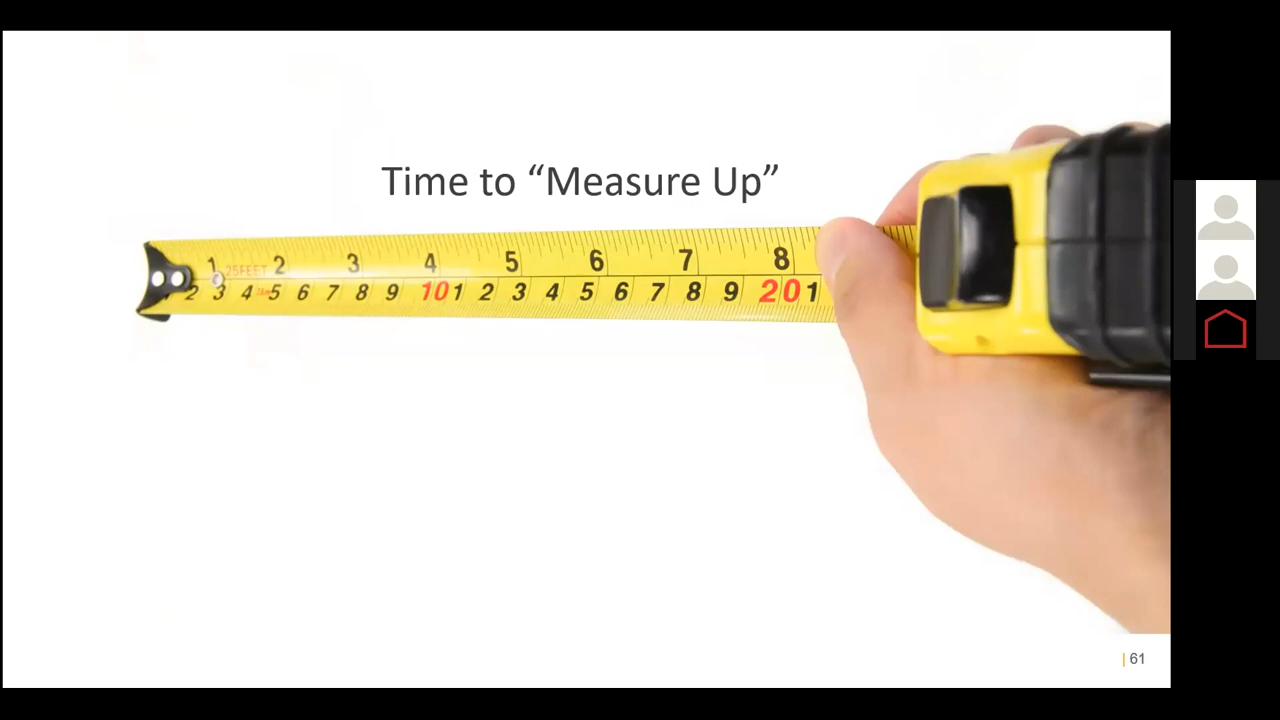 Time to “Measure Up”
1 25FEET 2 3 4 5 6 7 8
2 3 4 5 6 7 8 9 10 1 2 3 4 5 6 7 8 9 20 1
| 61